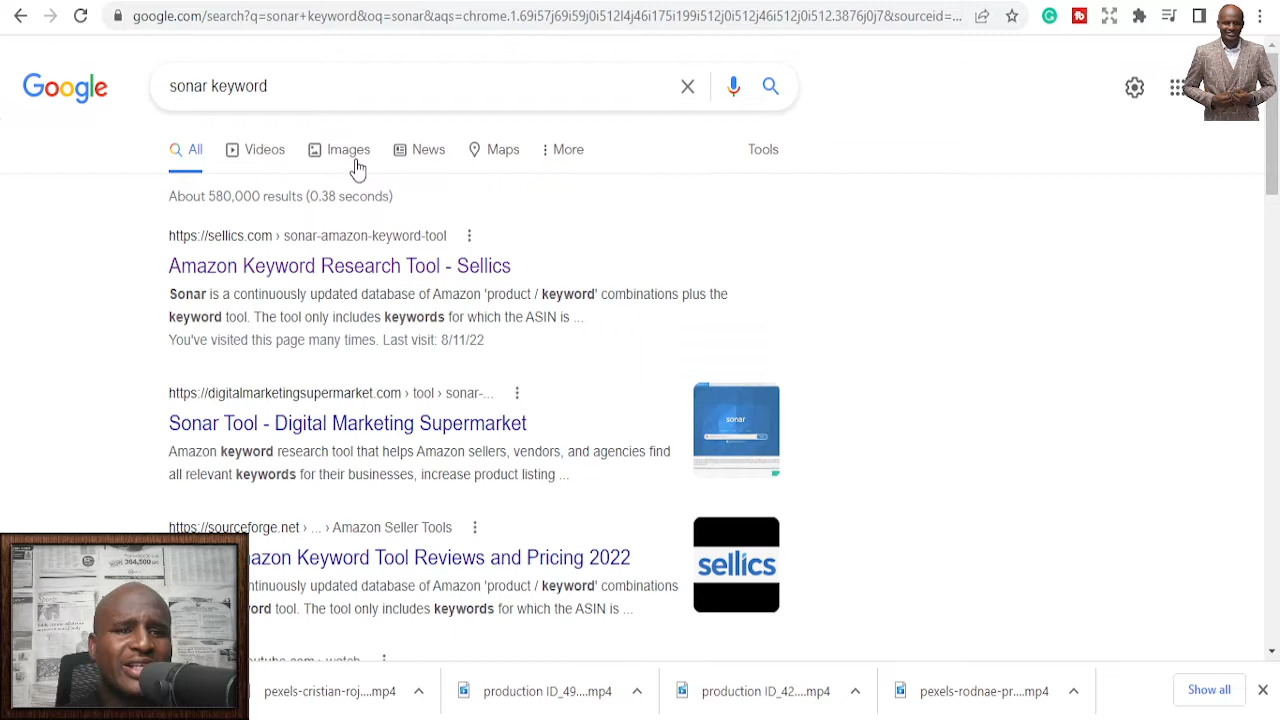 google.com/search?q=sonar+keyword&oq=sonar&aqs=chrome.1.69i57j69i59j0i512l4j46i175i199i512j0i512j46i512j0i512.3876j0j7&sourceid=...
Google
sonar keyword
All
Videos
Images
News
Maps
More
Tools
About 580,000 results (0.38 seconds)
https://sellics.com › sonar-amazon-keyword-tool
Amazon Keyword Research Tool - Sellics
Sonar is a continuously updated database of Amazon 'product / keyword' combinations plus the
keyword tool. The tool only includes keywords for which the ASIN is ...
You've visited this page many times. Last visit: 8/11/22
https://digitalmarketingsupermarket.com › tool › sonar-...
Sonar Tool - Digital Marketing Supermarket
Amazon keyword research tool that helps Amazon sellers, vendors, and agencies find
all relevant keywords for their businesses, increase product listing ...
sonar
https://sourceforge.net › ... › Amazon Seller Tools
azon Keyword Tool Reviews and Pricing 2022
ntinuously updated database of Amazon 'product / keyword' combinations
ord tool. The tool only includes keywords for which the ASIN is ...
sellics
pexels-cristian-roj....mp4
production ID_49....mp4
production ID_42....mp4
pexels-rodnae-pr....mp4
Show all